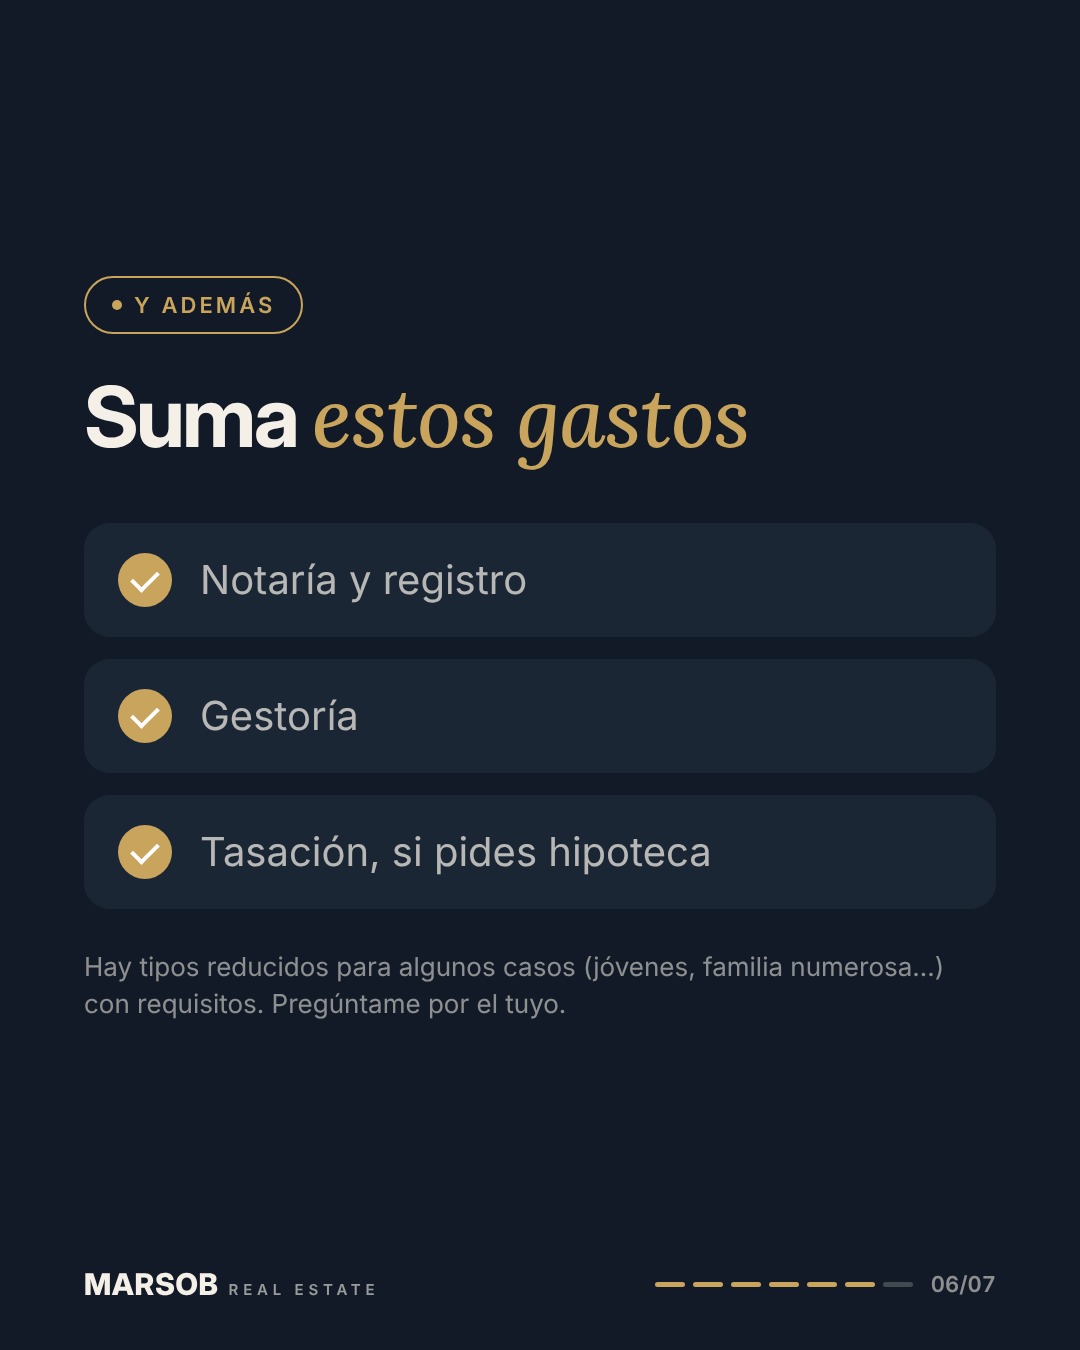 Y ADEMÁS
Suma estos gastos
Notaría y registro
Gestoría
Tasación, si pides hipoteca
Hay tipos reducidos para algunos casos (jóvenes, familia numerosa...)
con requisitos. Pregúntame por el tuyo.
MARSOB REAL ESTATE
06/07